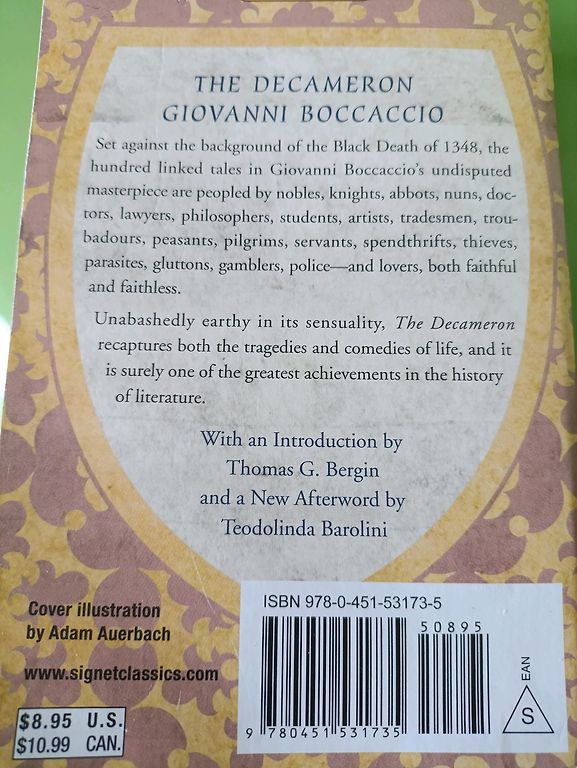 THE DECAMERON
GIOVANNI BOCCACCIO
Set against the background of the Black Death of 1348, the
hundred linked tales in Giovanni Boccaccio's undisputed
masterpiece are peopled by nobles, knights, abbots, nuns, doc-
tors, lawyers, philosophers, students, artists, tradesmen, trou-
badours, peasants, pilgrims, servants, spendthrifts, thieves,
parasites, gluttons, gamblers, police—and lovers, both faithful
and faithless.
Unabashedly earthy in its sensuality, The Decameron
recaptures both the tragedies and comedies of life, and it
is surely one of the greatest achievements in the history
of literature.
With an Introduction by
Thomas G. Bergin
and a New Afterword by
Teodolinda Barolini
Cover illustration
by Adam Auerbach
www.signetclassics.com
$8.95 U.S.
$10.99 CAN.
ISBN 978-0-451-53173-5
50895
9 780451 531735
EAN
S